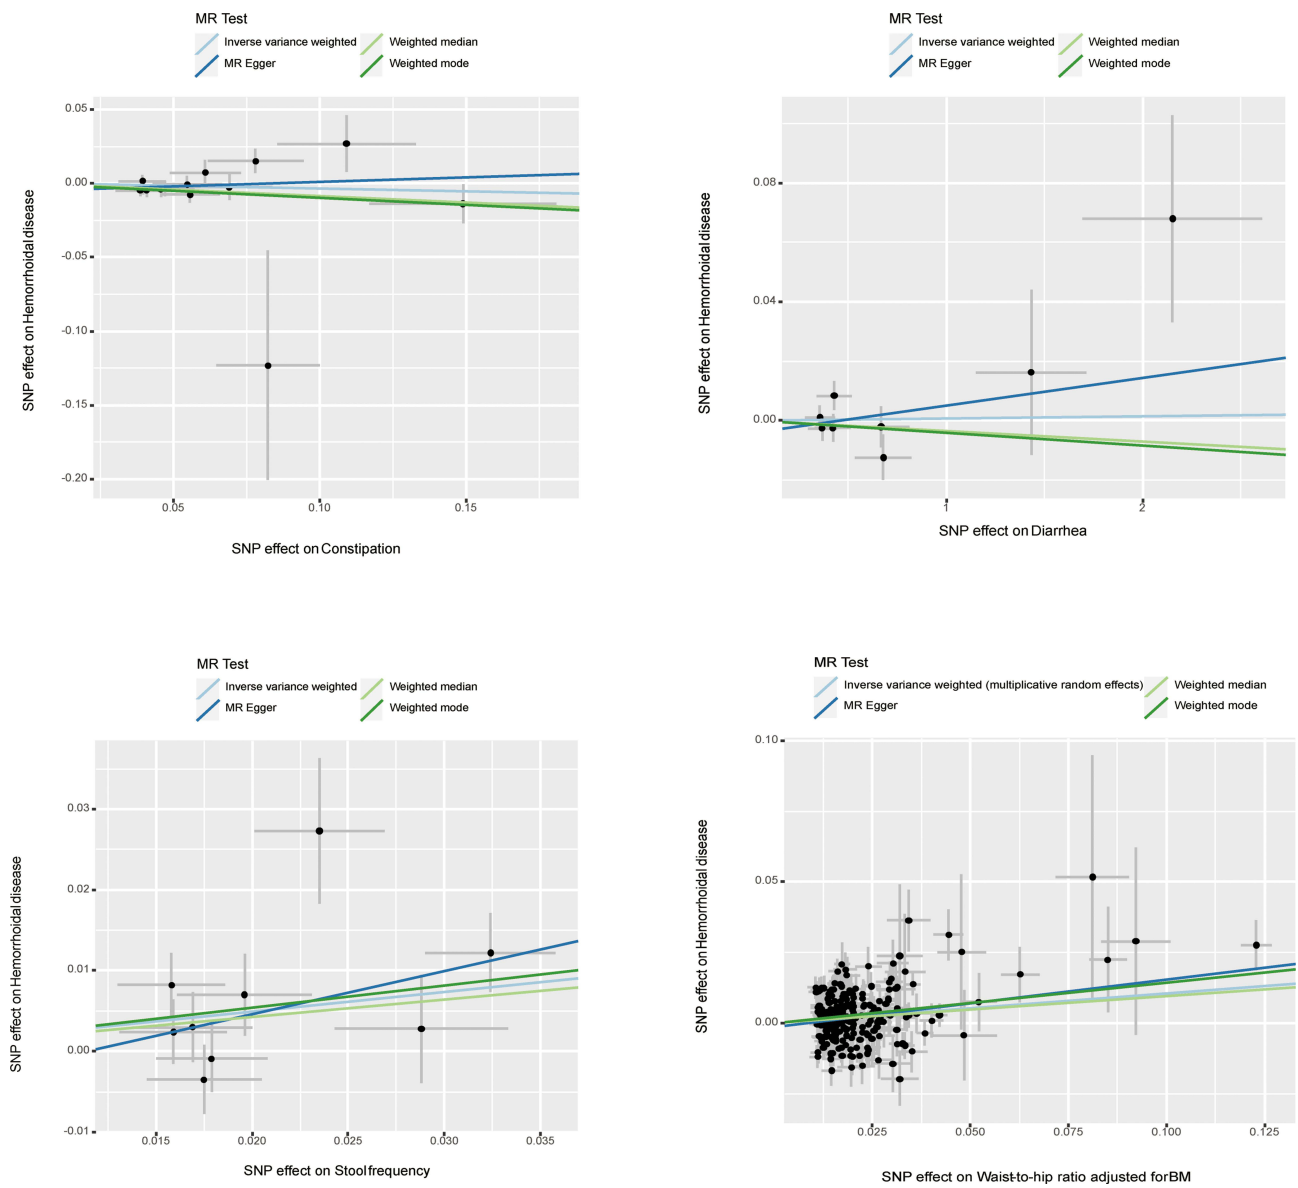 MR Test
Inverse variance weighted
Weighted median
MR Egger
Weighted mode
0.05
0.00
-0.05
-0.10
-0.15
-0.20
SNP effect on Hemorrhoidal disease
0.05
0.10
0.15
SNP effect on Constipation
MR Test
Inverse variance weighted
Weighted median
MR Egger
Weighted mode
0.08
0.04
0.00
SNP effect on Hemorrhoidal disease
1
2
SNP effect on Diarrhea
MR Test
Inverse variance weighted
Weighted median
MR Egger
Weighted mode
0.03
0.02
0.01
0.00
-0.01
SNP effect on Hemorrhoidal disease
0.015
0.020
0.025
0.030
0.035
SNP effect on Stoolfrequency
MR Test
Inverse variance weighted (multiplicative random effects)
Weighted median
MR Egger
Weighted mode
0.10
0.05
0.00
SNP effect on Hemorrhoidal disease
0.025
0.050
0.075
0.100
0.125
SNP effect on Waist-to-hip ratio adjusted forBM